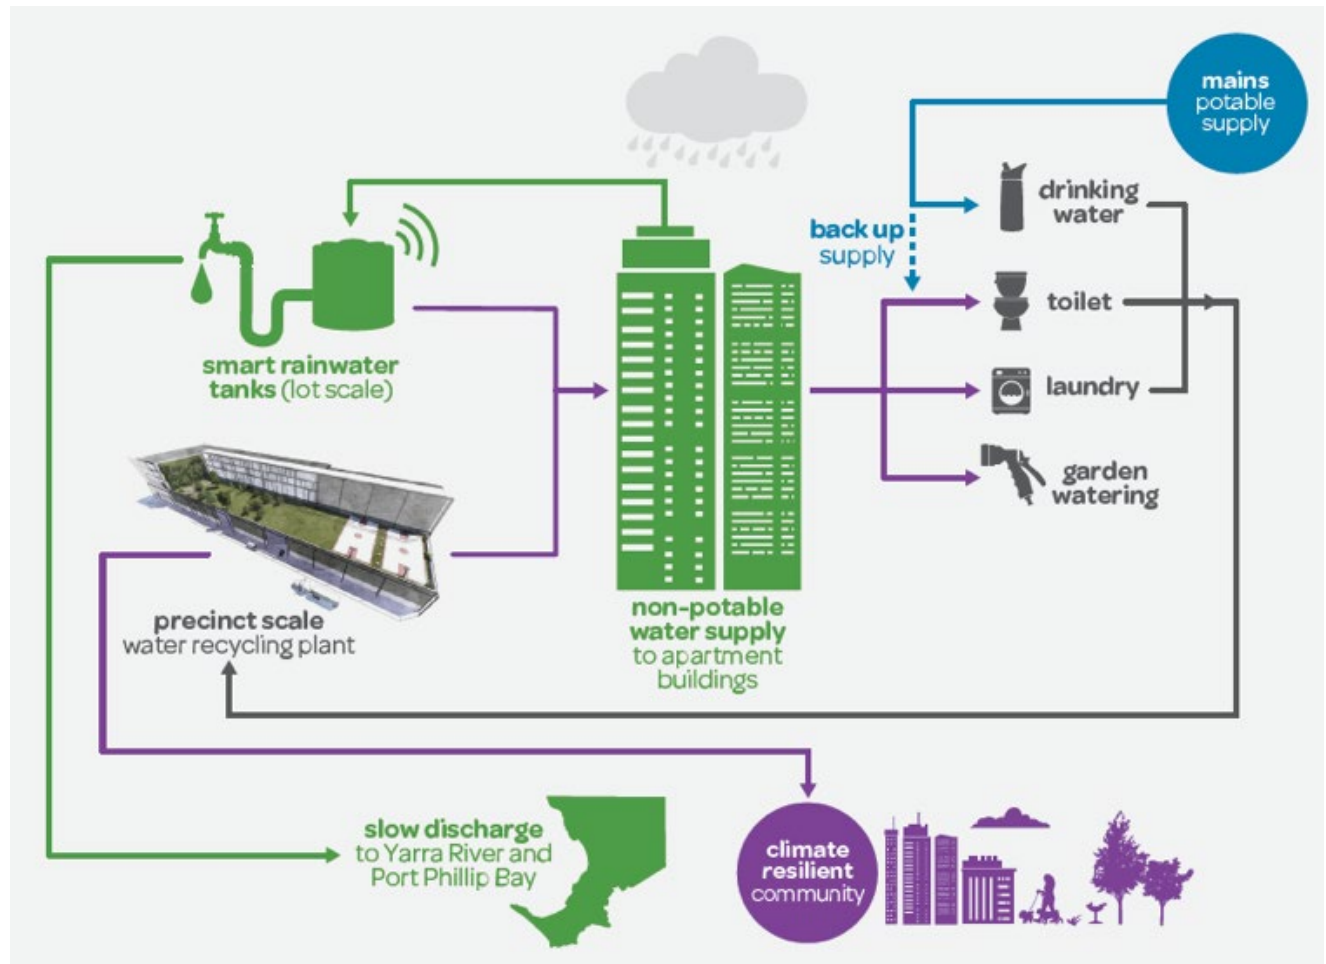 mains
potable
supply
drinking
water
back up
supply
toilet
smart rainwater
tanks (lot scale)
laundry
garden
watering
precinct scale
water recycling plant
non-potable
water supply
to apartment
buildings
slow discharge
to Yarra River and
Port Phillip Bay
climate
resilient
community